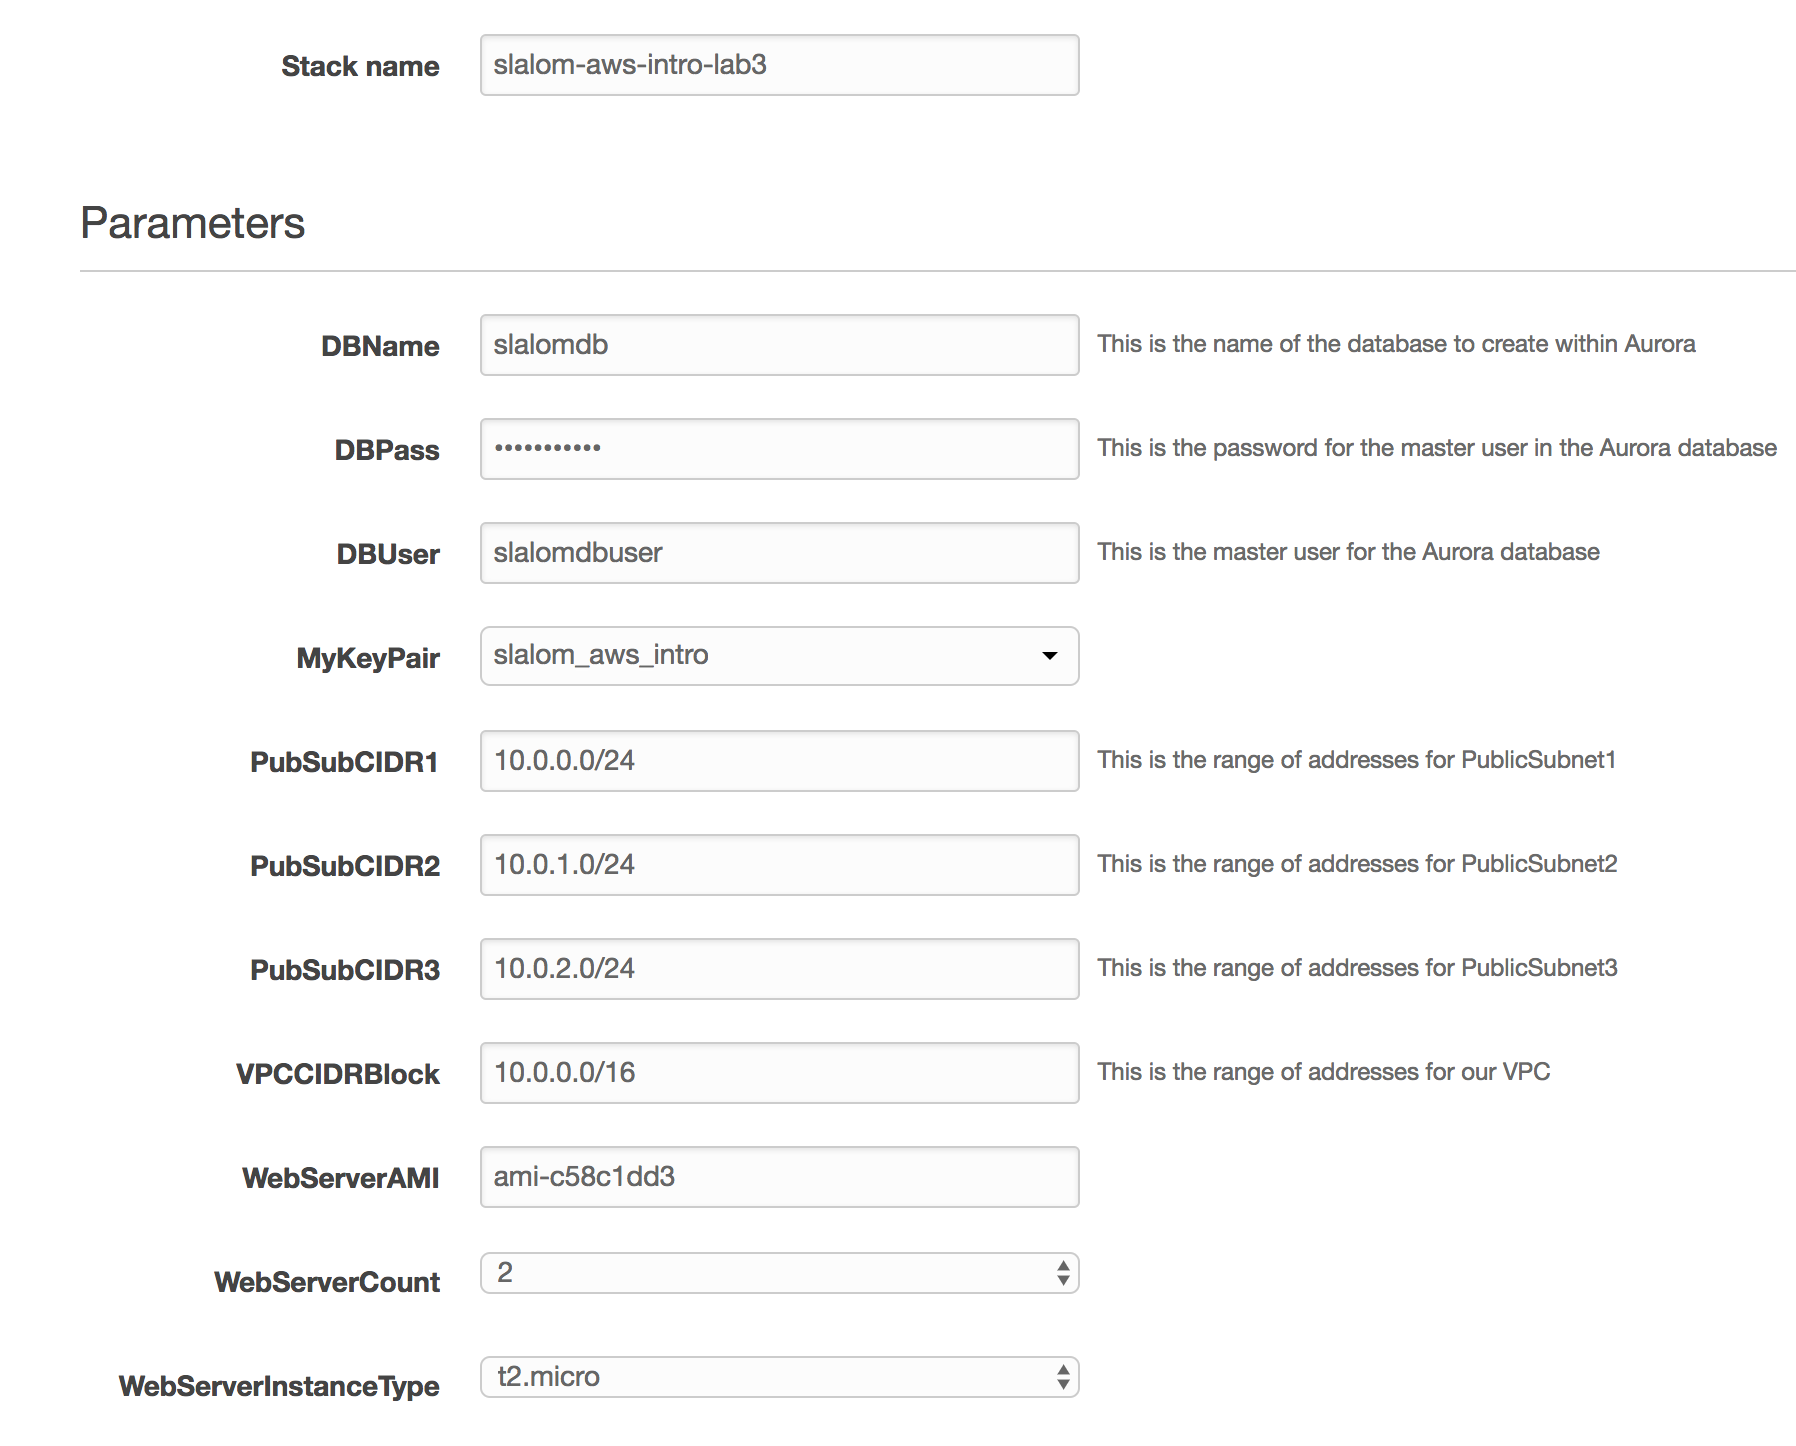 Stack name slalom-aws-intro-lab3
Parameters
DBName slalomdb This is the name of the database to create within Aurora
DBPass ••••••••••• This is the password for the master user in the Aurora database
DBUser slalomdbuser This is the master user for the Aurora database
MyKeyPair slalom_aws_intro
PubSubCIDR1 10.0.0.0/24 This is the range of addresses for PublicSubnet1
PubSubCIDR2 10.0.1.0/24 This is the range of addresses for PublicSubnet2
PubSubCIDR3 10.0.2.0/24 This is the range of addresses for PublicSubnet3
VPCCIDRBlock 10.0.0.0/16 This is the range of addresses for our VPC
WebServerAMI ami-c58c1dd3
WebServerCount 2
WebServerInstanceType t2.micro